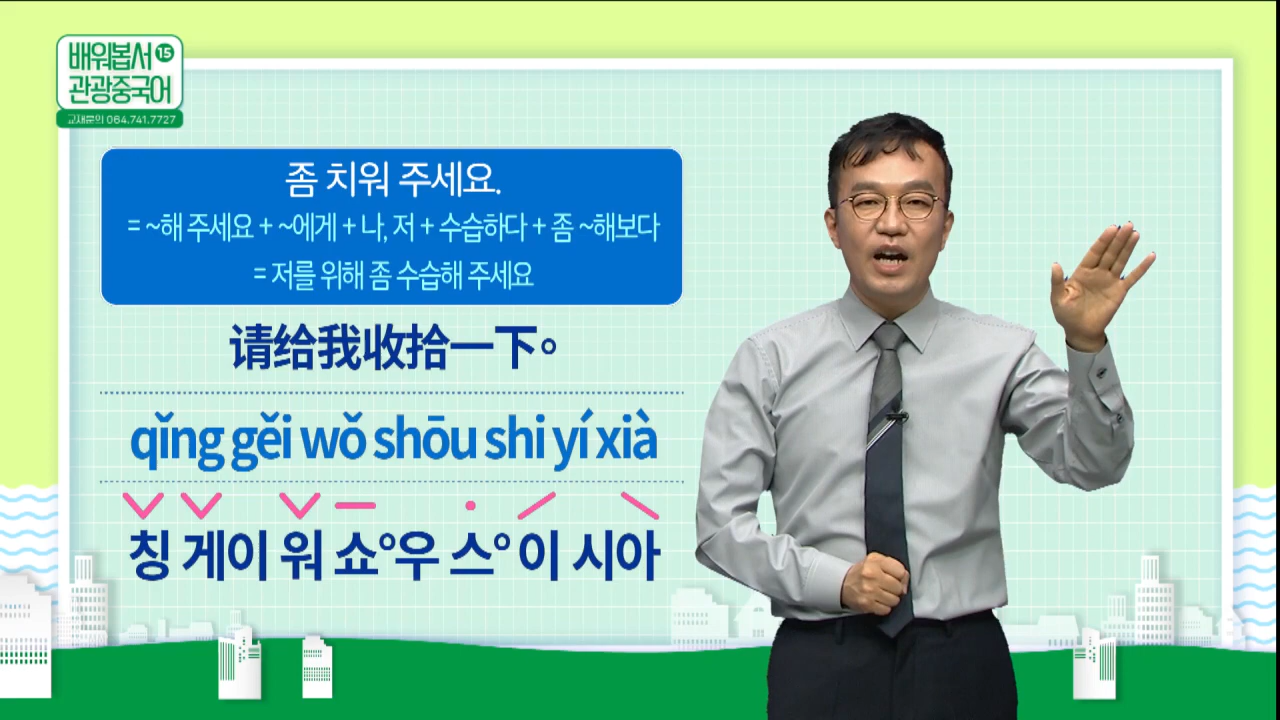 배워봅서 15
관광중국어
교재문의 064.741.7727
좀 치워 주세요.
= ~해 주세요 + ~에게 + 나, 저 + 수습하다 + 좀 ~해보다
= 저를 위해 좀 수습해 주세요
请给我收拾一下。
qǐng gěi wǒ shōu shi yí xià
칭 게이 워 쇼°우 스° 이 시아